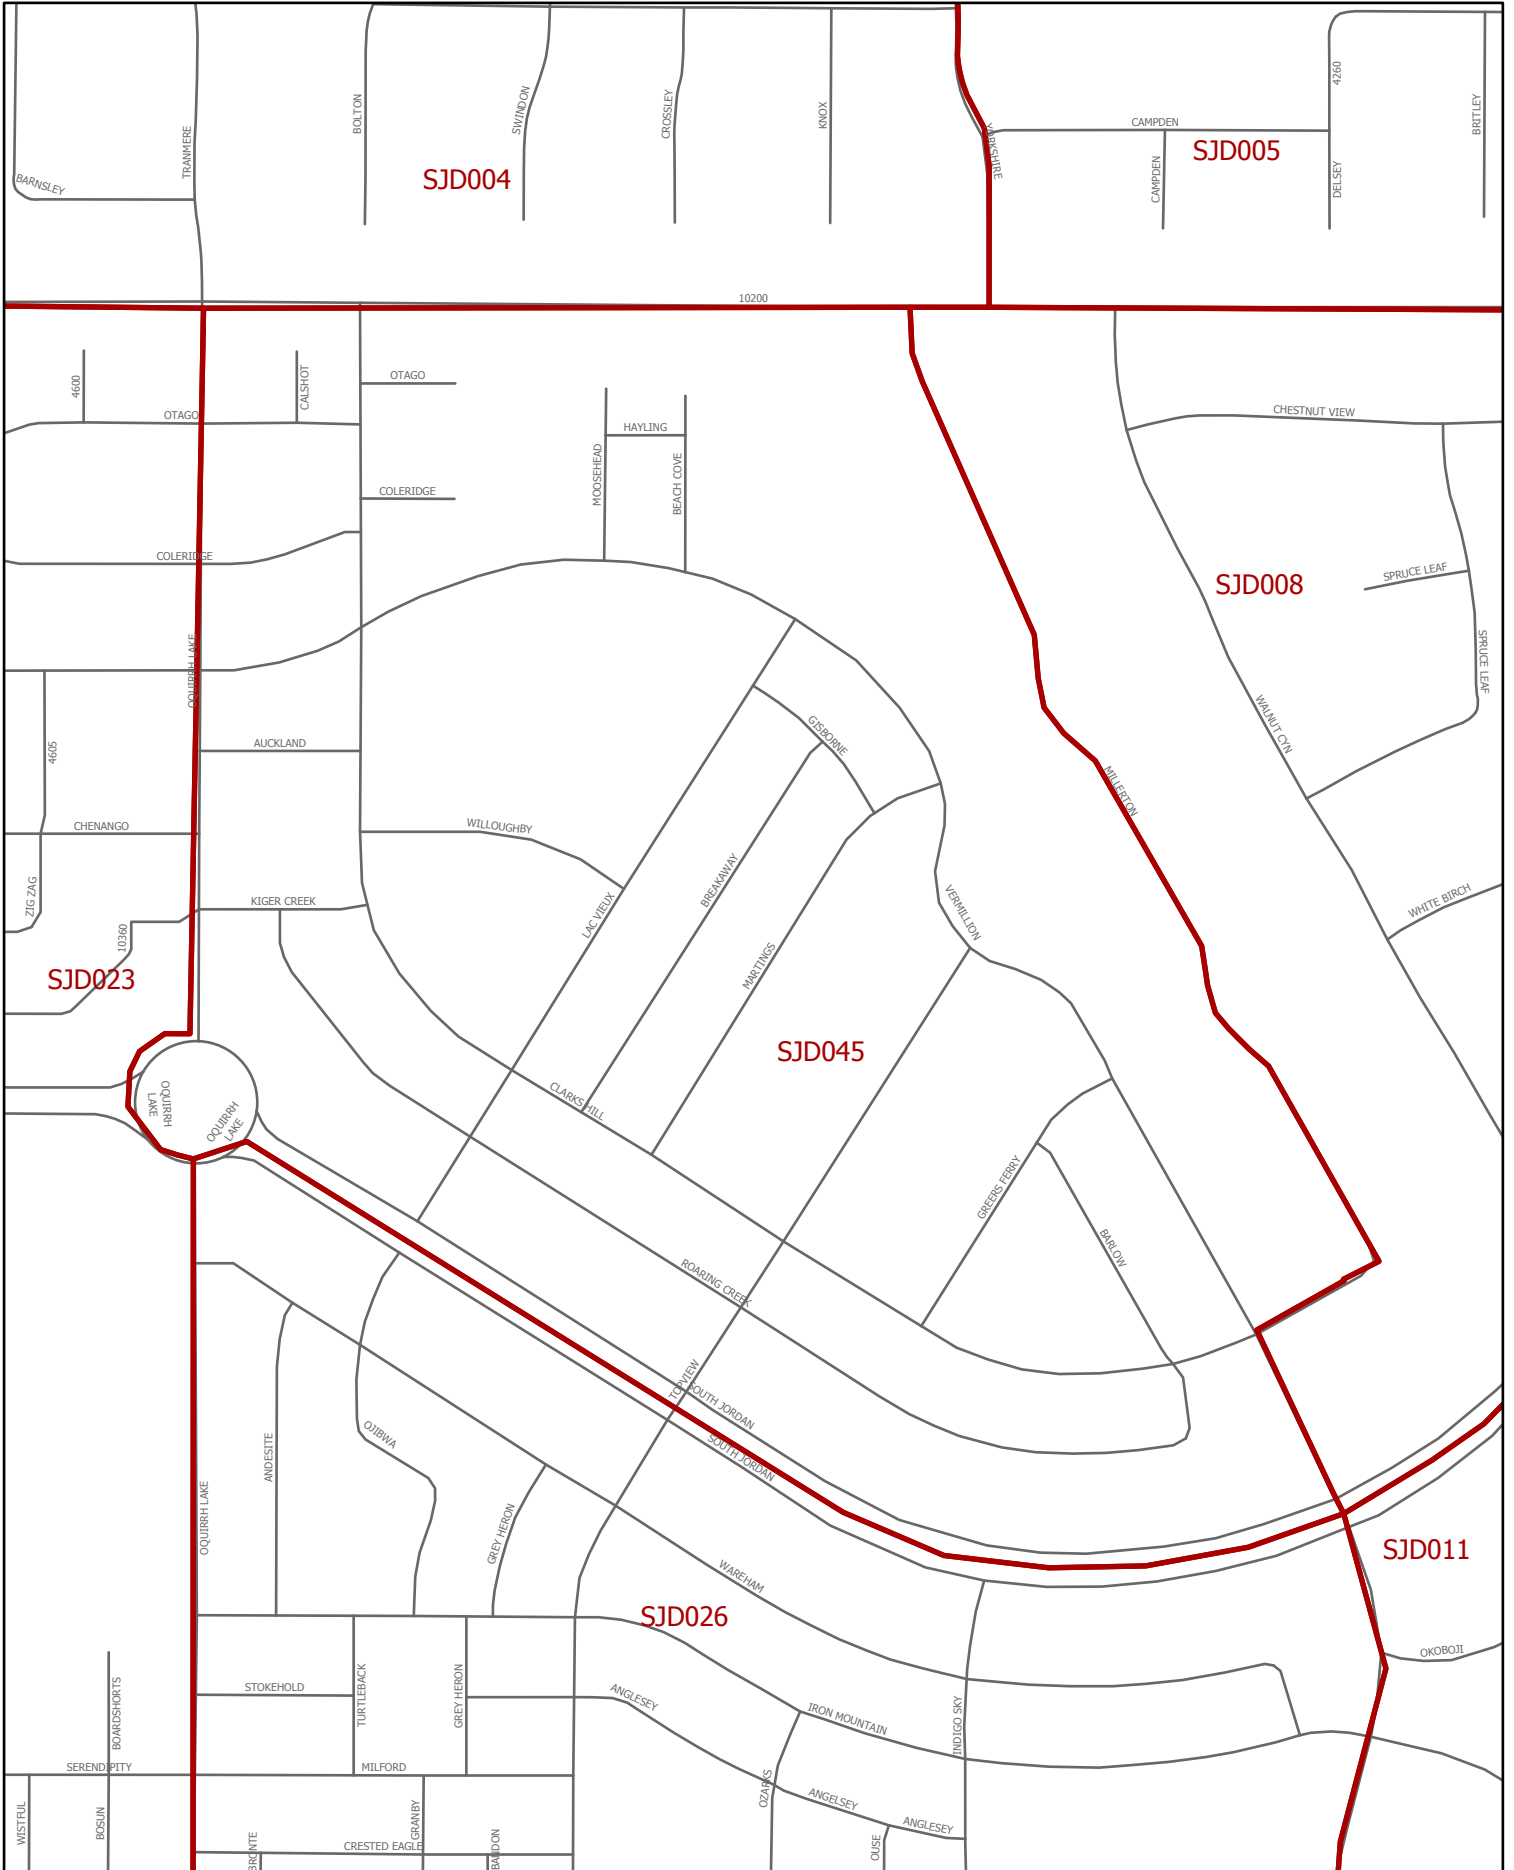 4260
BOLTON
SWINDON
CROSSLEY
KNOX
BRITLEY
TRANMERE
YORKSHIRE
CAMPDEN
SJD005
CAMPDEN
DELSEY
BARNSLEY
SJD004
10200
4600
CALSHOT
OTAGO
OTAGO
HAYLING
CHESTNUT VIEW
MOOSEHEAD
BEACH COVE
COLERIDGE
COLERIDGE
SPRUCE LEAF
SJD008
OQUIRRH LAKE
SPRUCE LEAF
WALNUT CYN
GISBORNE
4605
AUCKLAND
MILLERTON
CHENANGO
WILLOUGHBY
BREAKAWAY
ZIG ZAG
KIGER CREEK
LAC VIEUX
VERMILLION
WHITE BIRCH
10360
MARTINGS
SJD023
SJD045
OQUIRRH
LAKE
OQUIRRH
LAKE
CLARKS HILL
GREERS FERRY
BARLOW
ROARING CREEK
TOPVIEW
SOUTH JORDAN
SOUTH JORDAN
OJIBWA
ANDESITE
OQUIRRH LAKE
GREY HERON
SJD011
WAREHAM
SJD026
OKOBOJI
BOARDSHORTS
STOKEHOLD
TURTLEBACK
GREY HERON
ANGLESEY
IRON MOUNTAIN
INDIGO SKY
SERENDIPITY
MILFORD
OZARKS
ANGELSEY
ANGLESEY
WISTFUL
BOSUN
GRANBY
CRESTED EAGLE
BRONTE
BANDON
OUSE